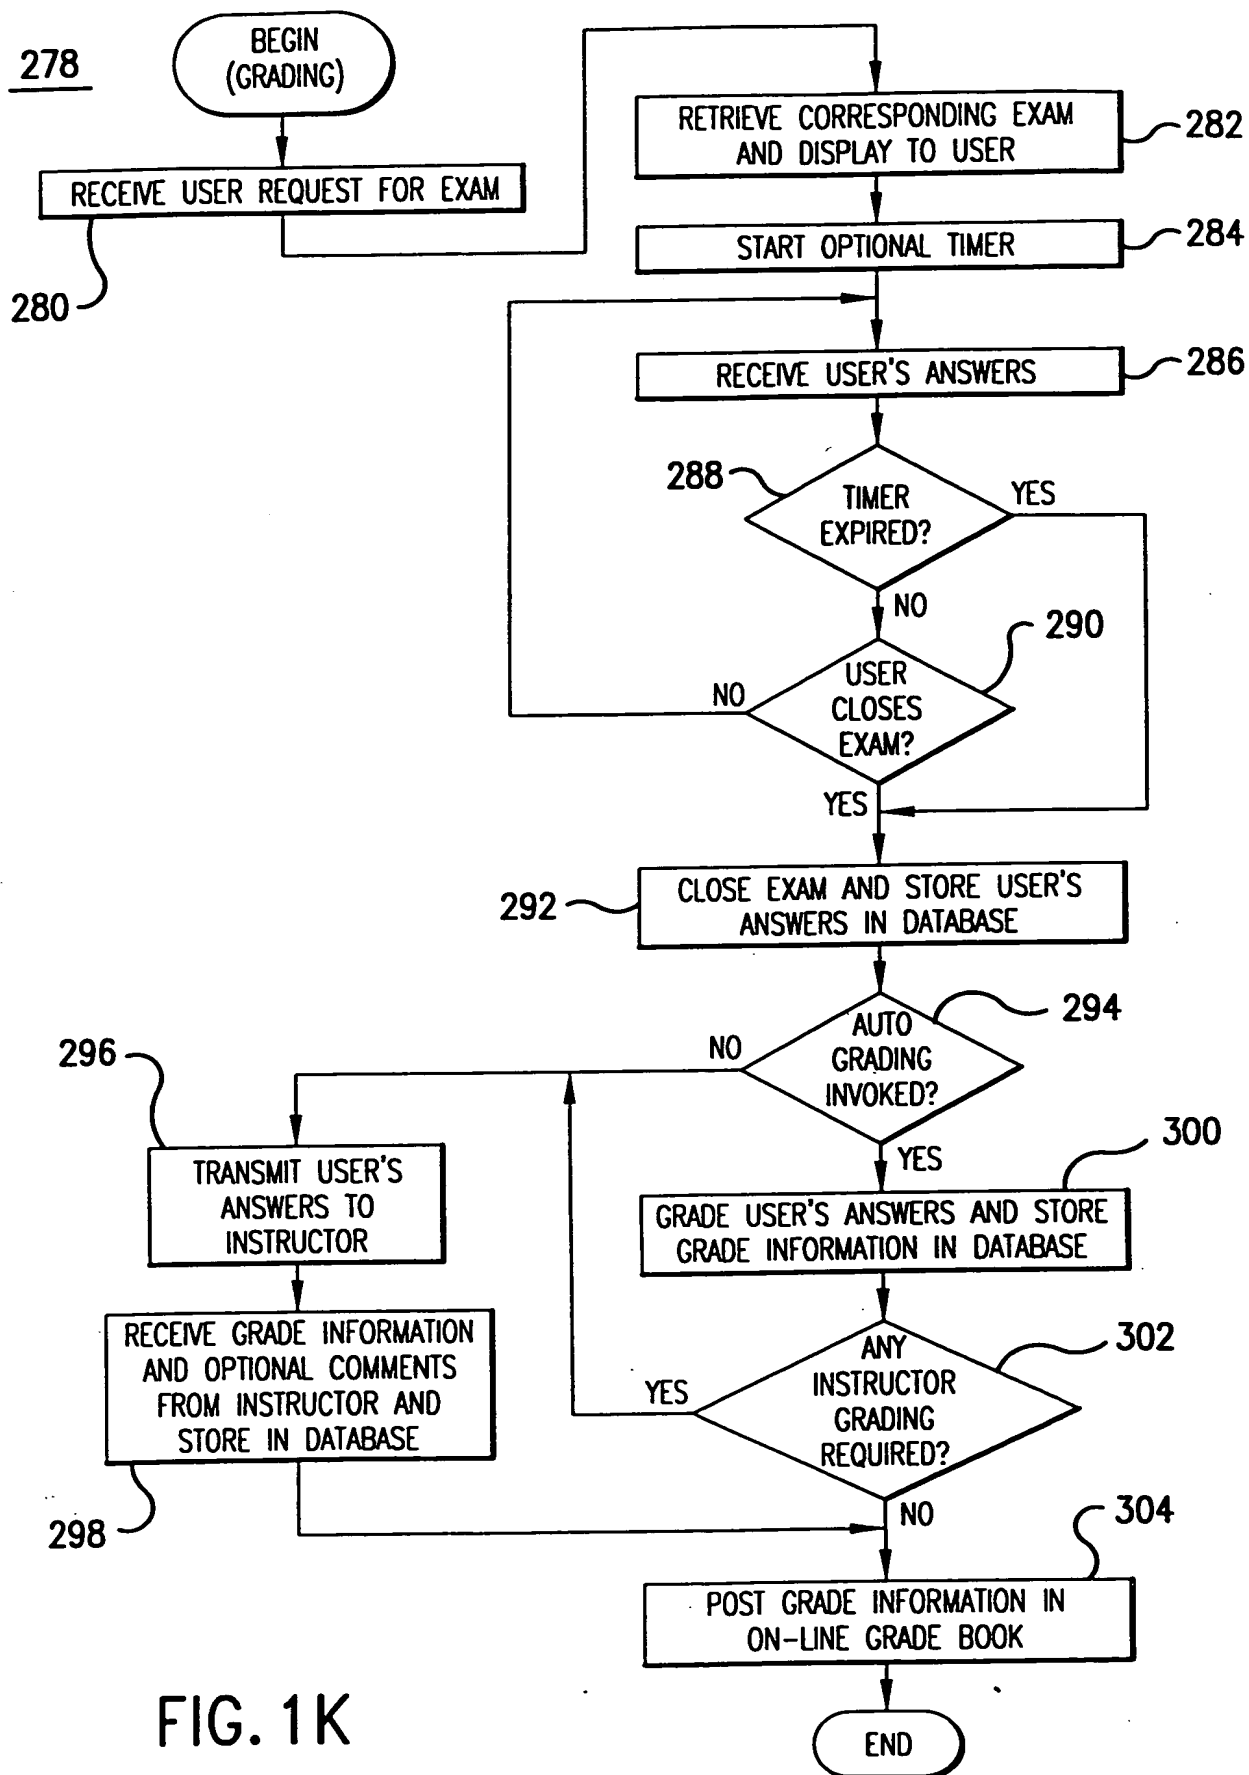 278
BEGIN
(GRADING)
RECEIVE USER REQUEST FOR EXAM
280
RETRIEVE CORRESPONDING EXAM
AND DISPLAY TO USER
282
START OPTIONAL TIMER
284
RECEIVE USER'S ANSWERS
286
288
TIMER
EXPIRED?
YES
NO
290
USER
CLOSES
EXAM?
NO
YES
292
CLOSE EXAM AND STORE USER'S
ANSWERS IN DATABASE
294
AUTO
GRADING
INVOKED?
NO
YES
296
TRANSMIT USER'S
ANSWERS TO
INSTRUCTOR
300
GRADE USER'S ANSWERS AND STORE
GRADE INFORMATION IN DATABASE
RECEIVE GRADE INFORMATION
AND OPTIONAL COMMENTS
FROM INSTRUCTOR AND
STORE IN DATABASE
298
302
ANY
INSTRUCTOR
GRADING
REQUIRED?
YES
NO
304
POST GRADE INFORMATION IN
ON-LINE GRADE BOOK
END
FIG. 1K